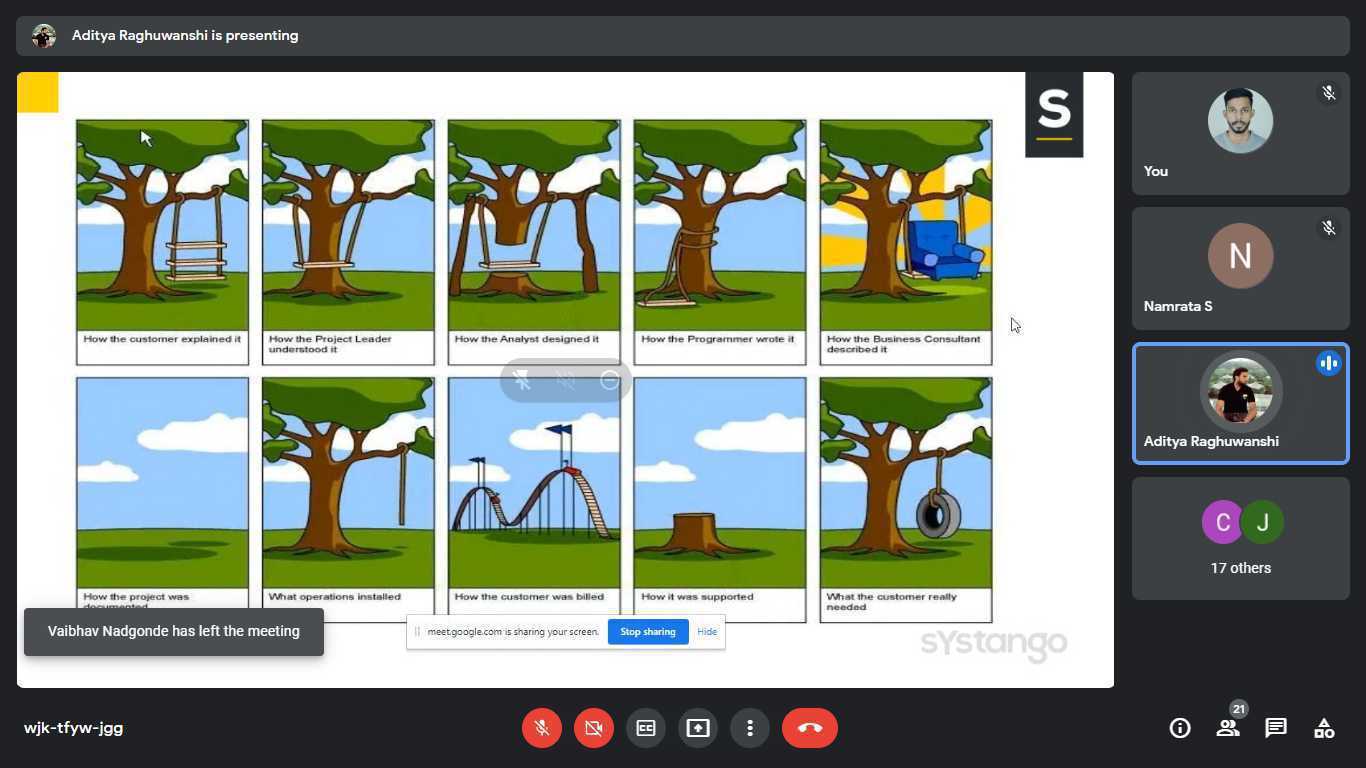 Aditya Raghuwanshi is presenting
S
How the customer explained it
How the Project Leader
understood it
How the Analyst designed it
How the Programmer wrote it
How the Business Consultant
described it
How the project was
documented
What operations installed
How the customer was billed
How it was supported
What the customer really
needed
Vaibhav Nadgonde has left the meeting
meet.google.com is sharing your screen.
Stop sharing
Hide
sYstango
You
N
Namrata S
Aditya Raghuwanshi
C
J
17 others
wjk-tfyw-jgg
CC
21